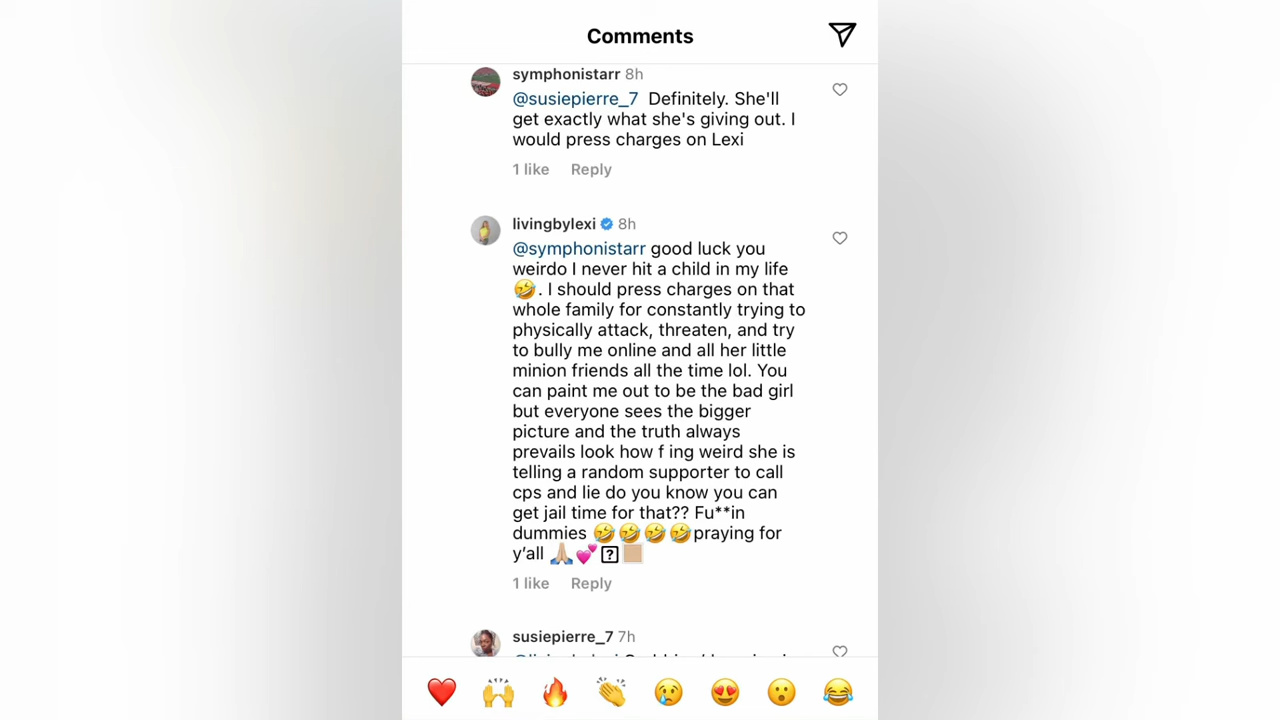 Comments
symphonistarr 8h
@susiepierre_7 Definitely. She'll
get exactly what she's giving out. I
would press charges on Lexi
1 like Reply
livingbylexi 8h
@symphonistarr good luck you
weirdo I never hit a child in my life
🤣. I should press charges on that
whole family for constantly trying to
physically attack, threaten, and try
to bully me online and all her little
minion friends all the time lol. You
can paint me out to be the bad girl
but everyone sees the bigger
picture and the truth always
prevails look how f ing weird she is
telling a random supporter to call
cps and lie do you know you can
get jail time for that?? Fu**in
dummies 🤣🤣🤣🤣praying for
y’all 🙏🏼💕
1 like Reply
susiepierre_7 7h